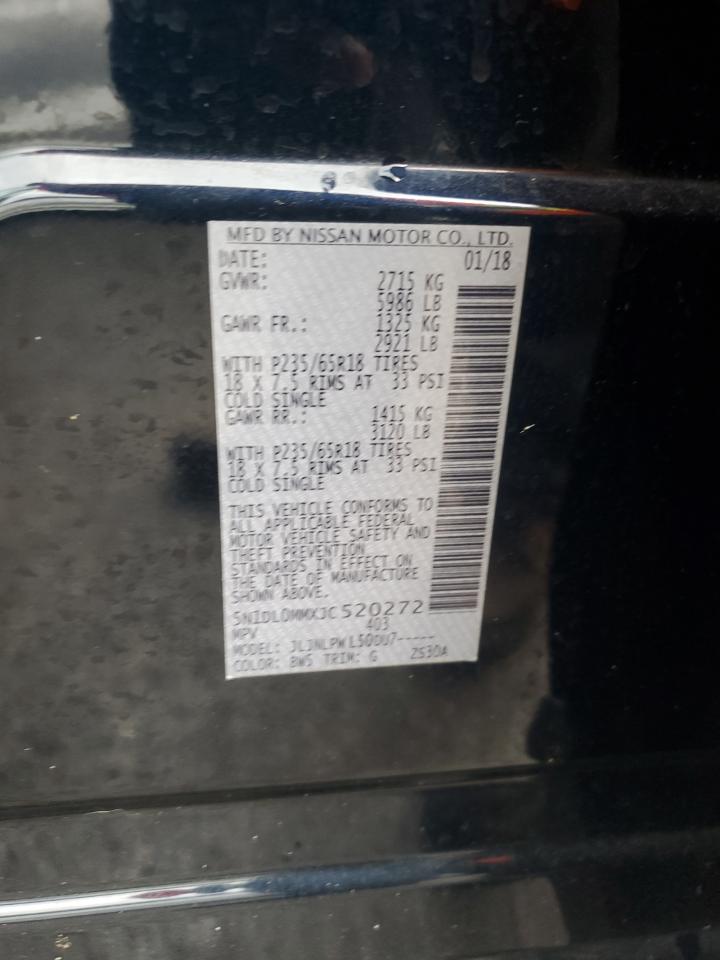 MFD BY NISSAN MOTOR CO., LTD.
DATE: 01/18
GVWR: 2715 KG
5986 LB
GAWR FR.: 1325 KG
2921 LB
WITH P235/65R18 TIRES
18 X 7.5 RIMS AT 33 PSI
COLD SINGLE
GAWR RR.: 1415 KG
3120 LB
WITH P235/65R18 TIRES
18 X 7.5 RIMS AT 33 PSI
COLD SINGLE
THIS VEHICLE CONFORMS TO
ALL APPLICABLE FEDERAL
MOTOR VEHICLE SAFETY AND
THEFT PREVENTION
STANDARDS IN EFFECT ON
THE DATE OF MANUFACTURE
SHOWN ABOVE.
5N1DL0MMXJC520272
MPV 403
MODEL: JLJNLPW L50UU7-----
COLOR: BW5 TRIM: G 2530A